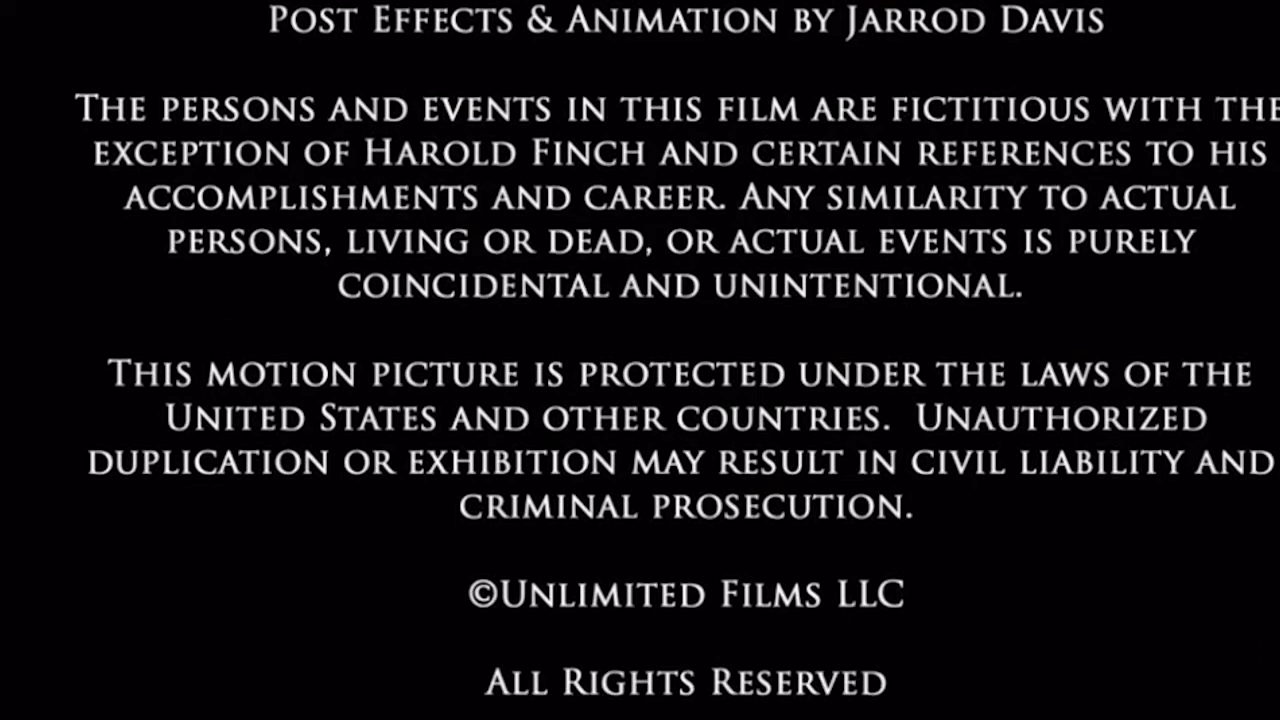 Post Effects & Animation by Jarrod Davis
The persons and events in this film are fictitious with the
exception of Harold Finch and certain references to his
accomplishments and career. Any similarity to actual
persons, living or dead, or actual events is purely
coincidental and unintentional.
This motion picture is protected under the laws of the
United States and other countries.  Unauthorized
duplication or exhibition may result in civil liability and
criminal prosecution.
©Unlimited Films LLC
All Rights Reserved